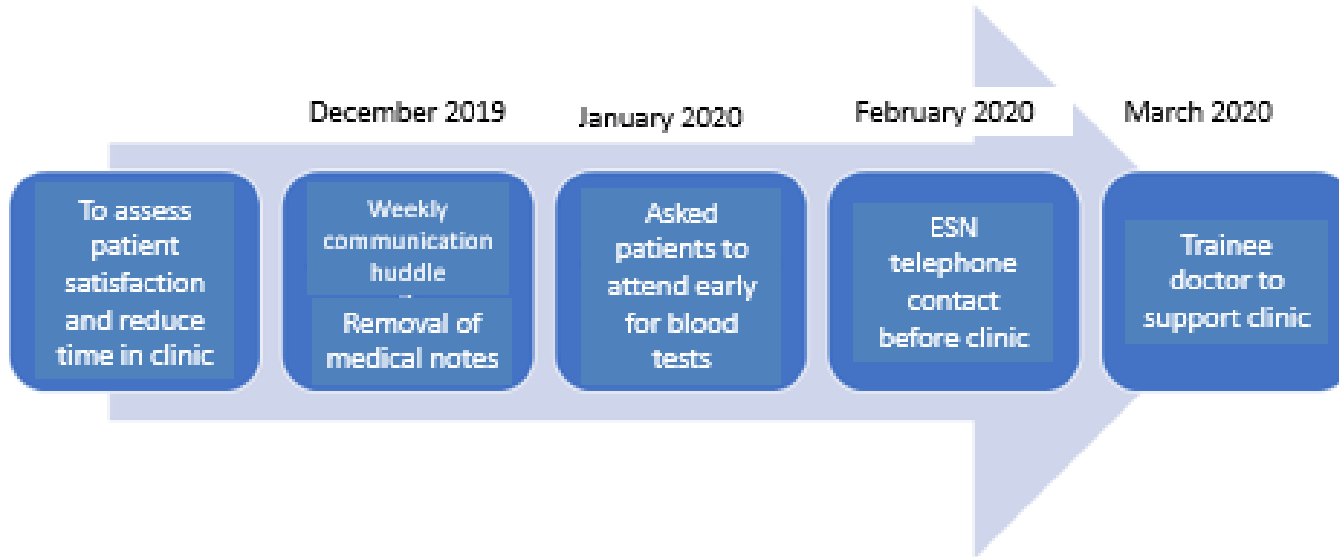 December 2019
January 2020
February 2020
March 2020
To assess
patient
satisfaction
and reduce
time in clinic
Weekly
communication
huddle
Removal of
medical notes
Asked
patients to
attend early
for blood
tests
ESN
telephone
contact
before clinic
Trainee
doctor to
support clinic